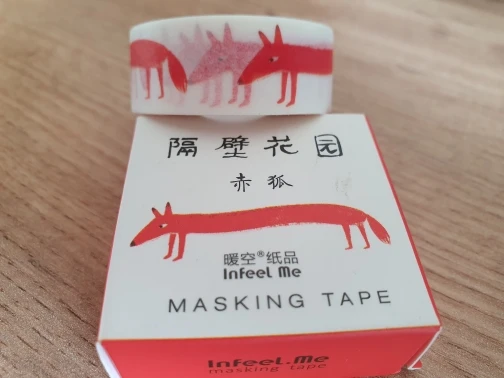 隔壁花园
赤狐
暖空®纸品
InfeeL Me
MASKING TAPE
InfeeL.Me
masking tape